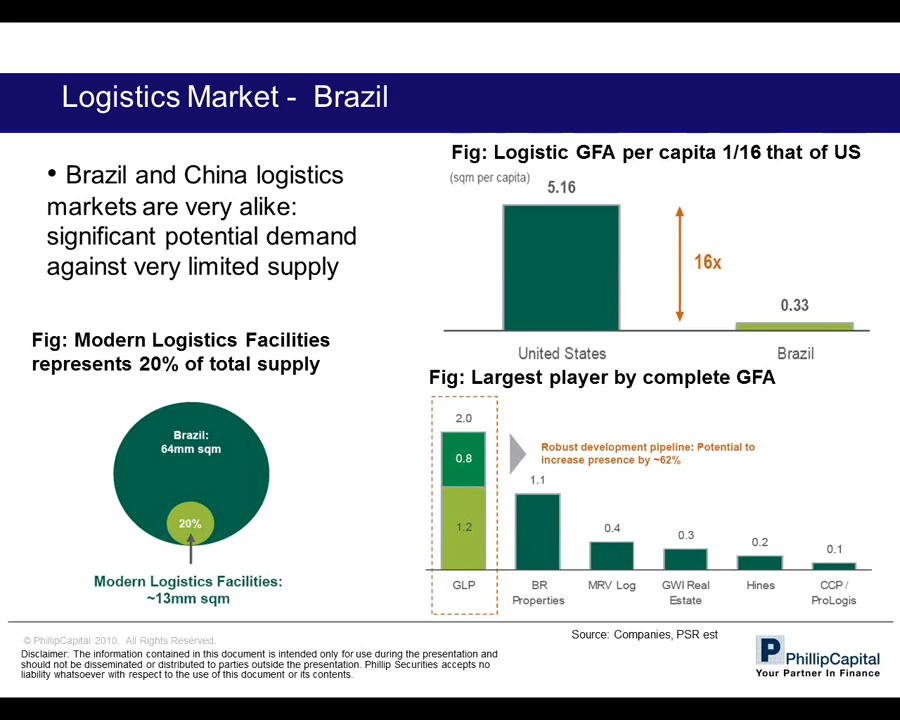 Logistics Market - Brazil
• Brazil and China logistics
markets are very alike:
significant potential demand
against very limited supply
Fig: Modern Logistics Facilities
represents 20% of total supply
Brazil:
64mm sqm
20%
Modern Logistics Facilities:
~13mm sqm
Fig: Logistic GFA per capita 1/16 that of US
(sqm per capita)
5.16
16x
0.33
United States
Brazil
Fig: Largest player by complete GFA
2.0
0.8
1.2
Robust development pipeline: Potential to
increase presence by ~62%
1.1
0.4
0.3
0.2
0.1
GLP
BR
Properties
MRV Log
GWI Real
Estate
Hines
CCP /
ProLogis
Source: Companies, PSR est
© PhillipCapital 2010. All Rights Reserved.
Disclaimer: The information contained in this document is intended only for use during the presentation and
should not be disseminated or distributed to parties outside the presentation. Phillip Securities accepts no
liability whatsoever with respect to the use of this document or its contents.
P
PhillipCapital
Your Partner In Finance